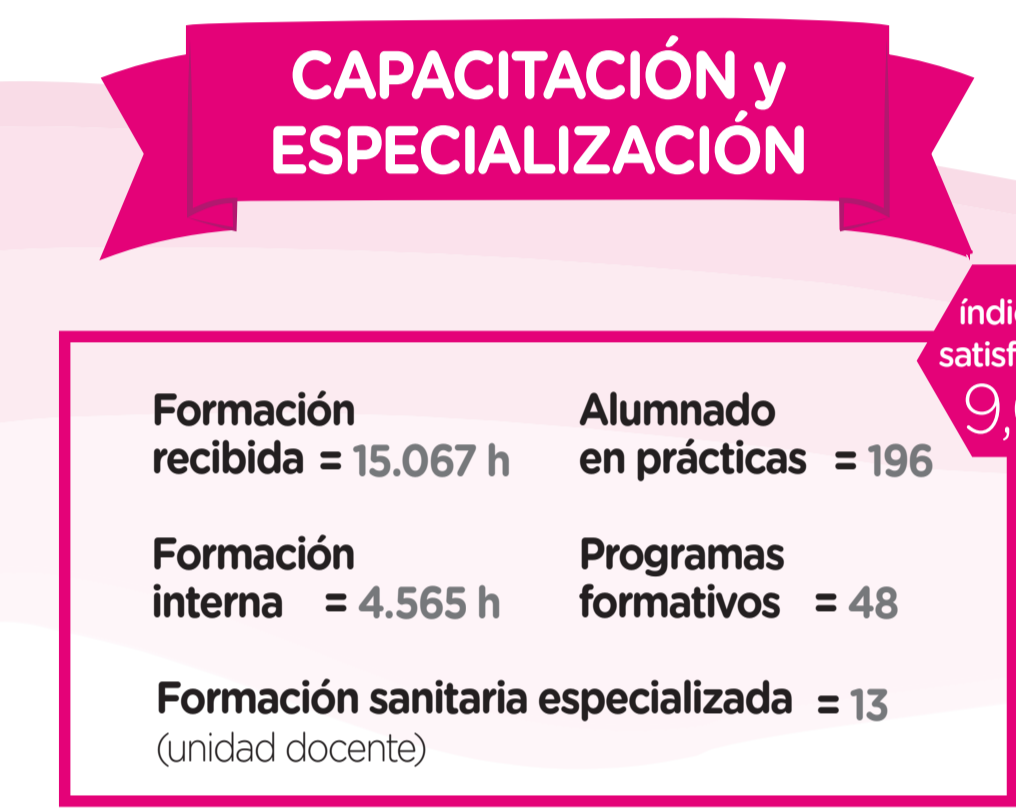 CAPACITACIÓN y
ESPECIALIZACIÓN
Formación
recibida = 15.067 h
Alumnado
en prácticas = 196
Formación
interna = 4.565 h
Programas
formativos = 48
Formación sanitaria especializada = 13
(unidad docente)